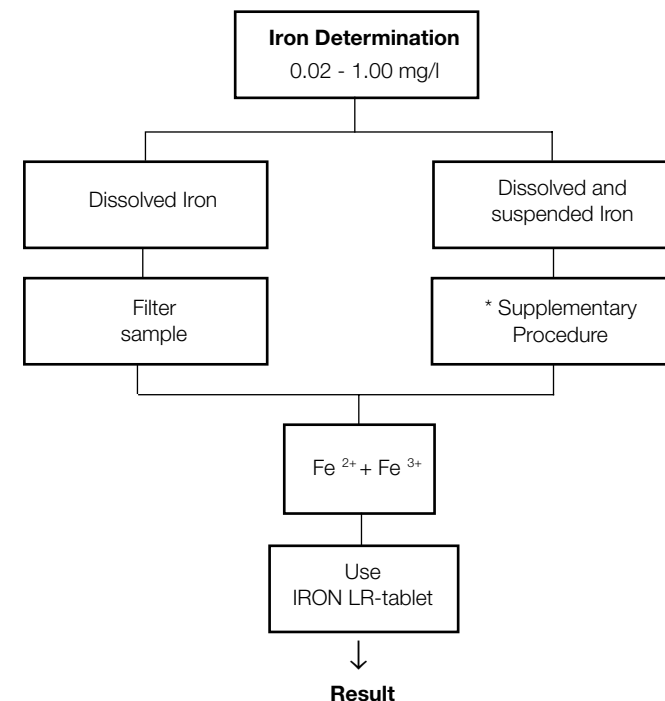 Iron Determination
0.02 - 1.00 mg/l
Dissolved Iron
Dissolved and
suspended Iron
Filter
sample
* Supplementary
Procedure
Fe ²⁺ + Fe ³⁺
Use
IRON LR-tablet
Result